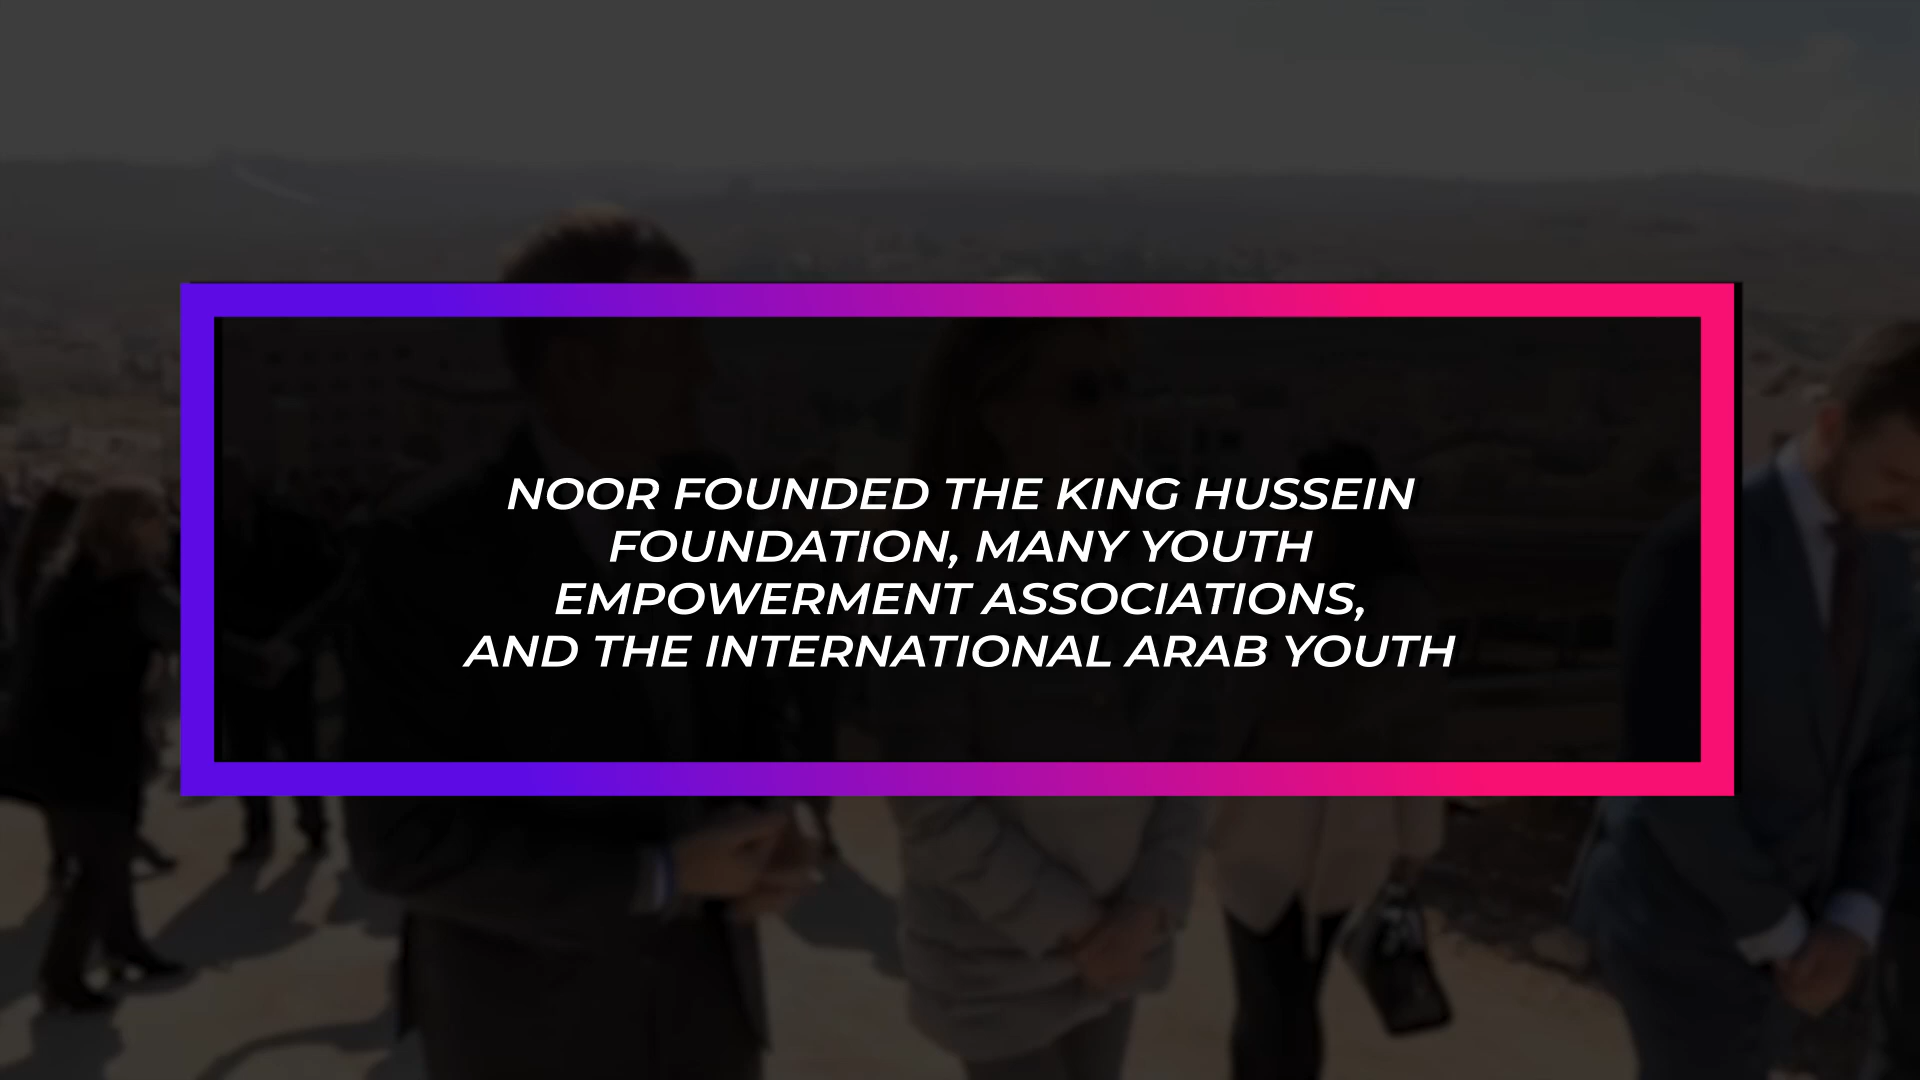 NOOR FOUNDED THE KING HUSSEIN
FOUNDATION, MANY YOUTH
EMPOWERMENT ASSOCIATIONS,
AND THE INTERNATIONAL ARAB YOUTH